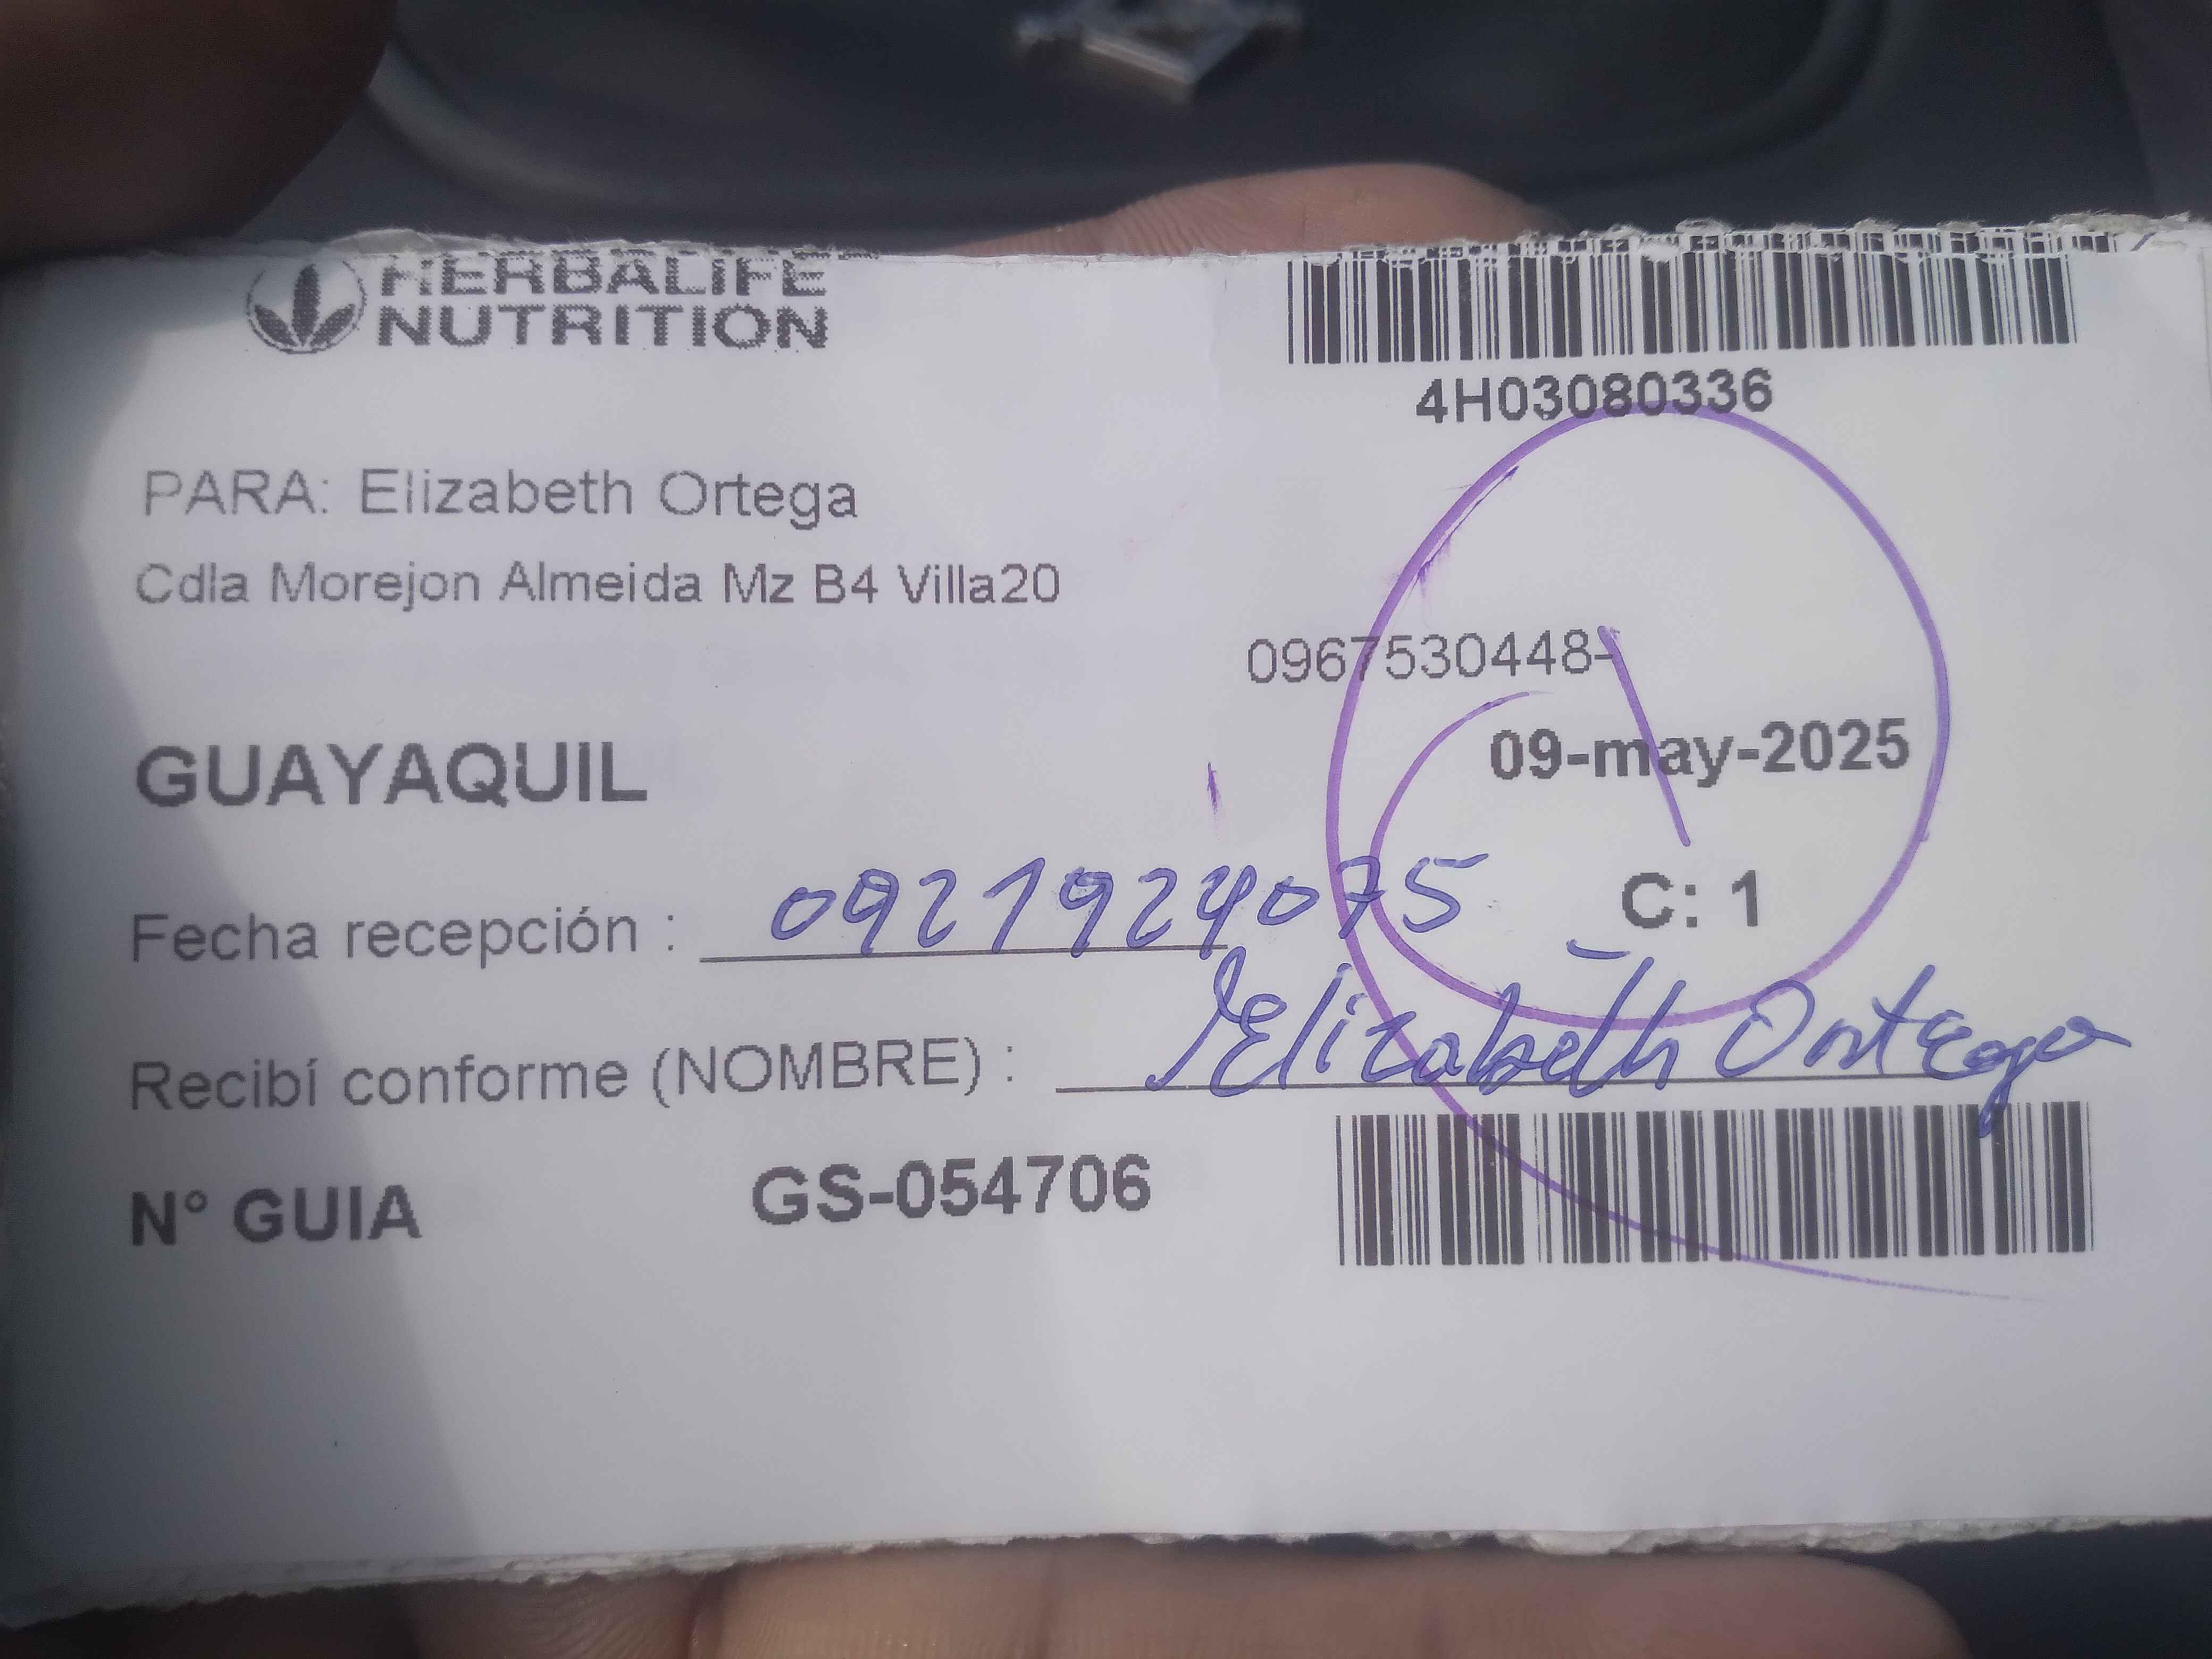 HERBALIFE
NUTRITION
4H03080336
PARA: Elizabeth Ortega
Cdla Morejon Almeida Mz B4 Villa20
0967530448-
GUAYAQUIL
09-may-2025
C: 1
Fecha recepción : 0921924075
Recibí conforme (NOMBRE) : Elizabeth Ortega
N° GUIA GS-054706